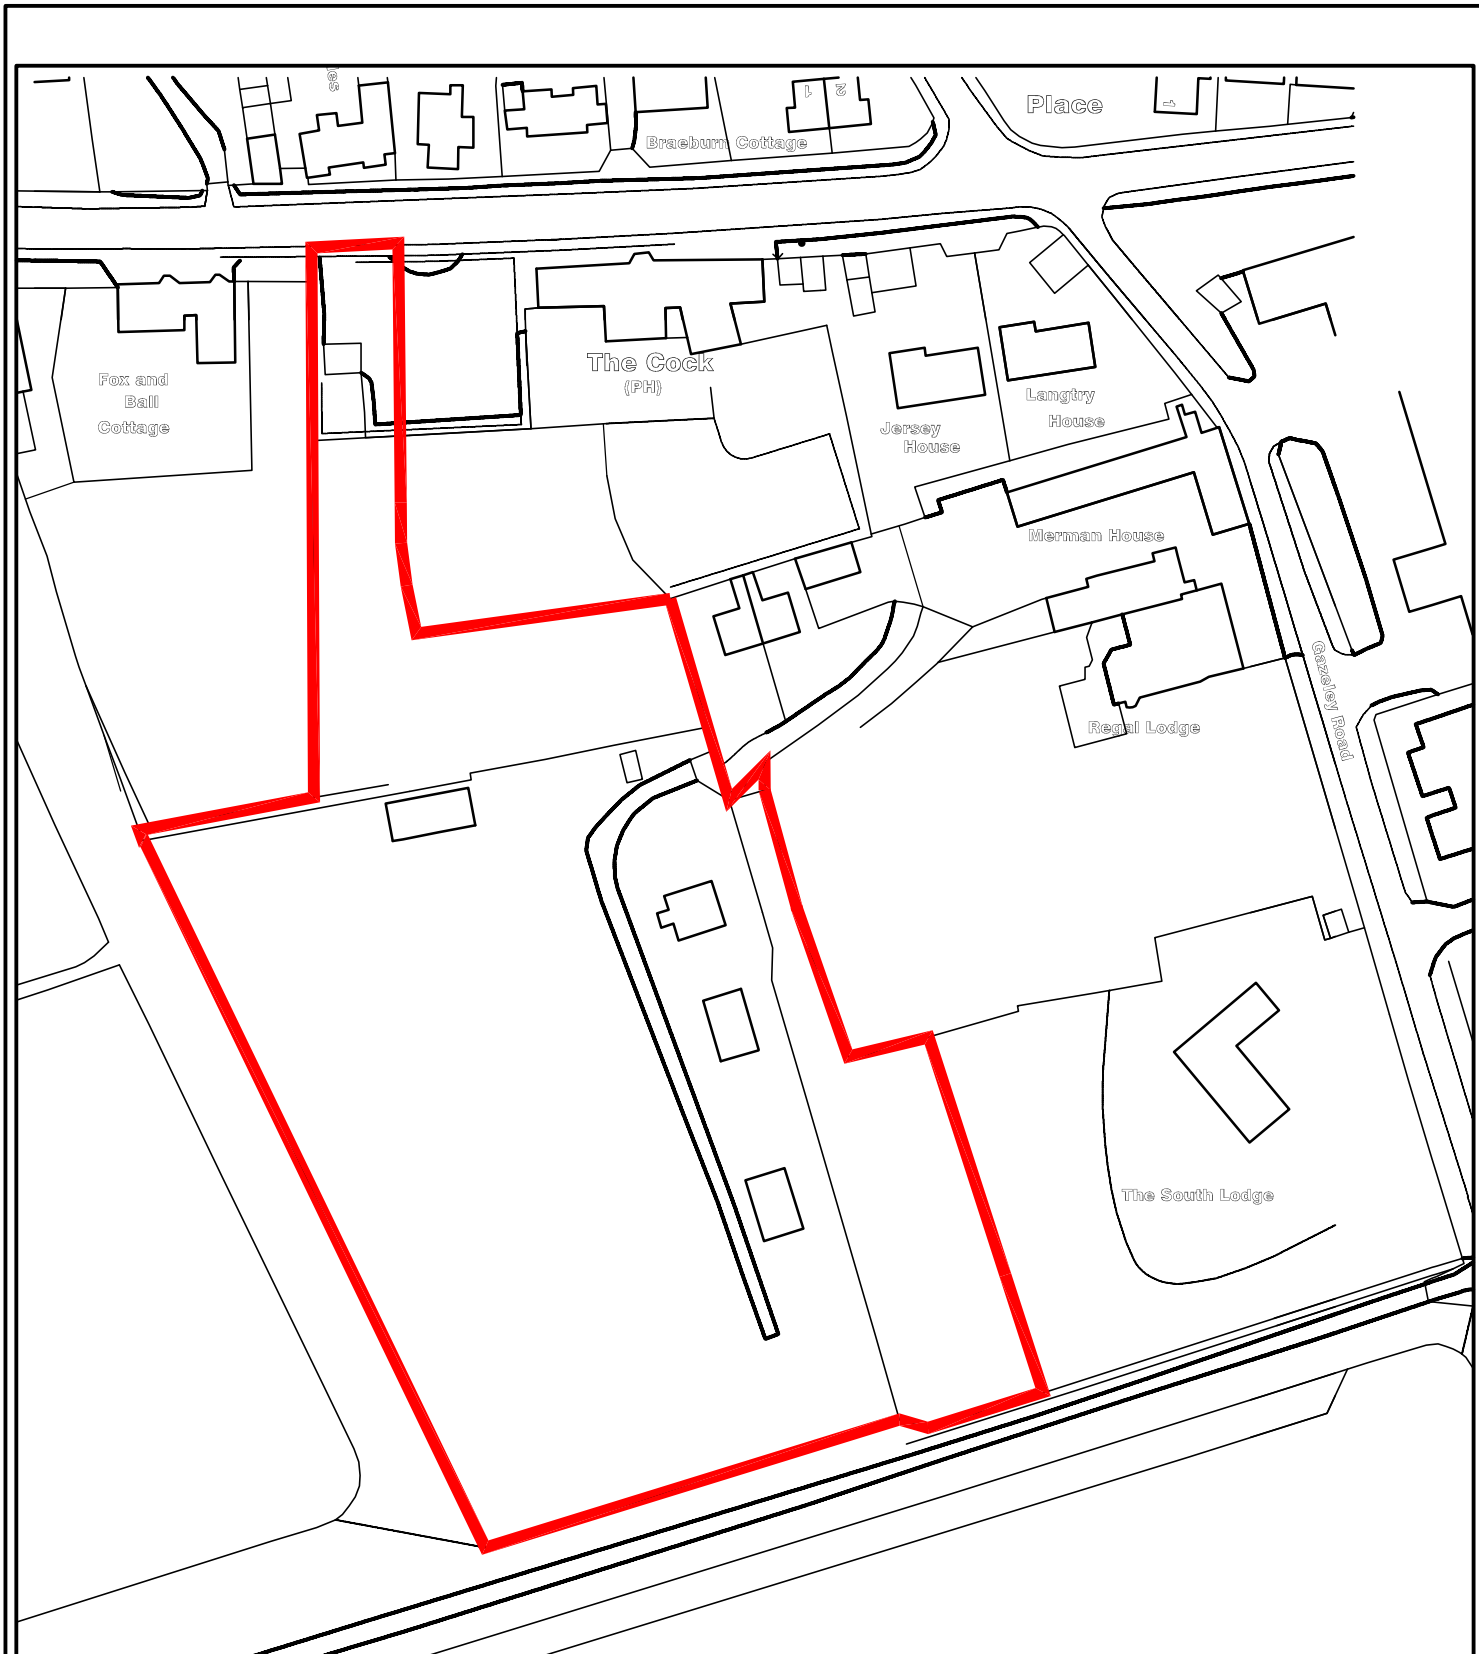 Place
1
2
1
Braeburn Cottage
The Cock
(PH)
Fox and
Ball
Cottage
Langtry
House
Jersey
House
Merman House
Gazeley Road
Regal Lodge
The South Lodge